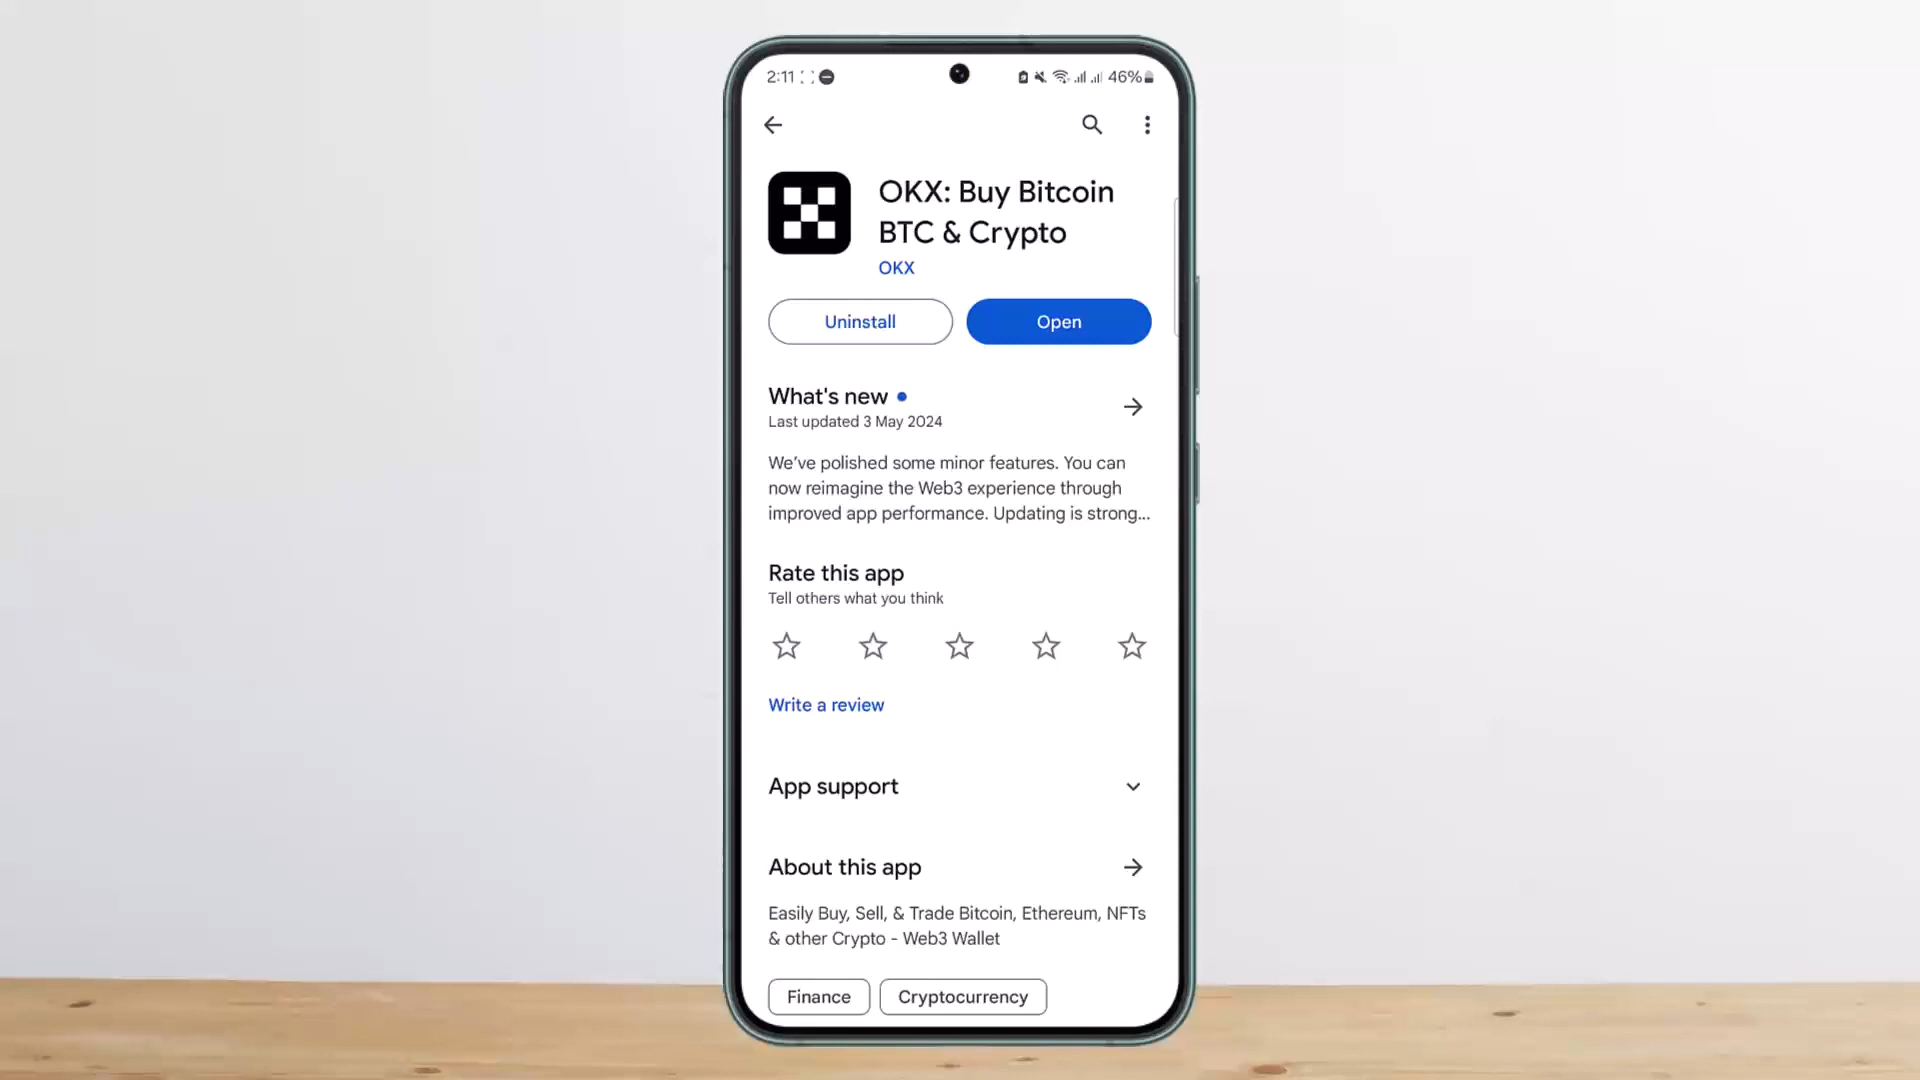 2:11 46%
OKX: Buy Bitcoin
BTC & Crypto
OKX
Uninstall Open
What's new
Last updated 3 May 2024
We've polished some minor features. You can
now reimagine the Web3 experience through
improved app performance. Updating is strong...
Rate this app
Tell others what you think
Write a review
App support
About this app
Easily Buy, Sell, & Trade Bitcoin, Ethereum, NFTs
& other Crypto - Web3 Wallet
Finance Cryptocurrency